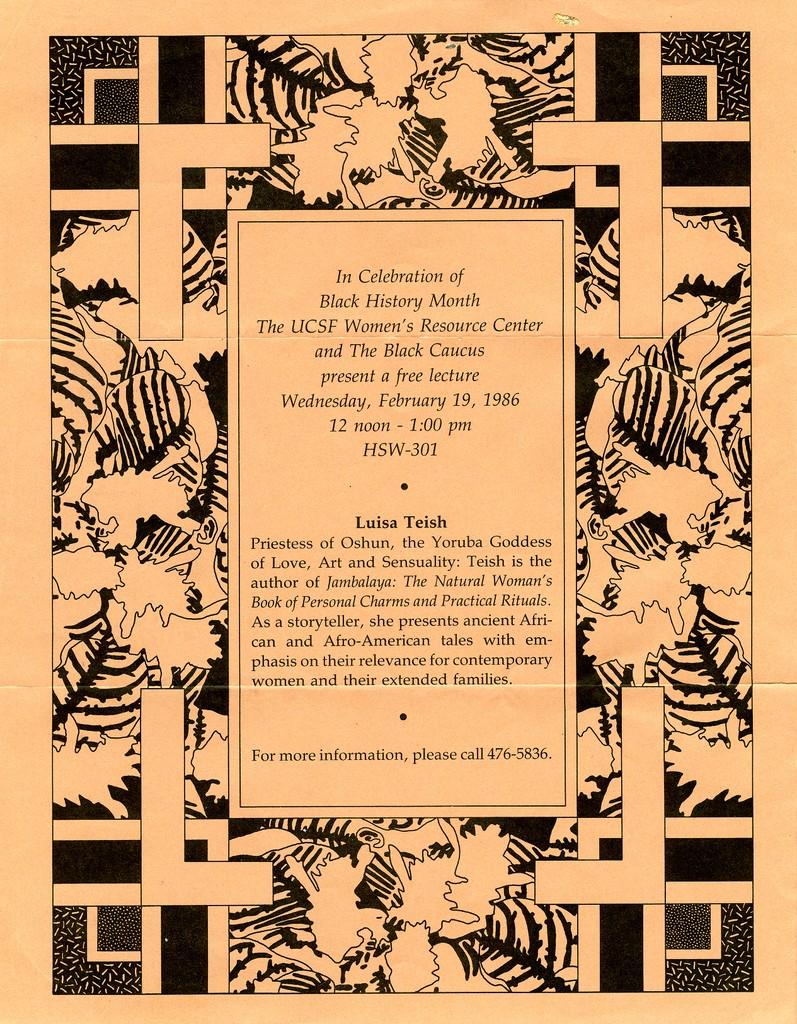 In Celebration of
Black History Month
The UCSF Women's Resource Center
and The Black Caucus
present a free lecture
Wednesday, February 19, 1986
12 noon - 1:00 pm
HSW-301
•
Luisa Teish
Priestess of Oshun, the Yoruba Goddess
of Love, Art and Sensuality: Teish is the
author of Jambalaya: The Natural Woman's
Book of Personal Charms and Practical Rituals.
As a storyteller, she presents ancient Afri-
can and Afro-American tales with em-
phasis on their relevance for contemporary
women and their extended families.
•
For more information, please call 476-5836.